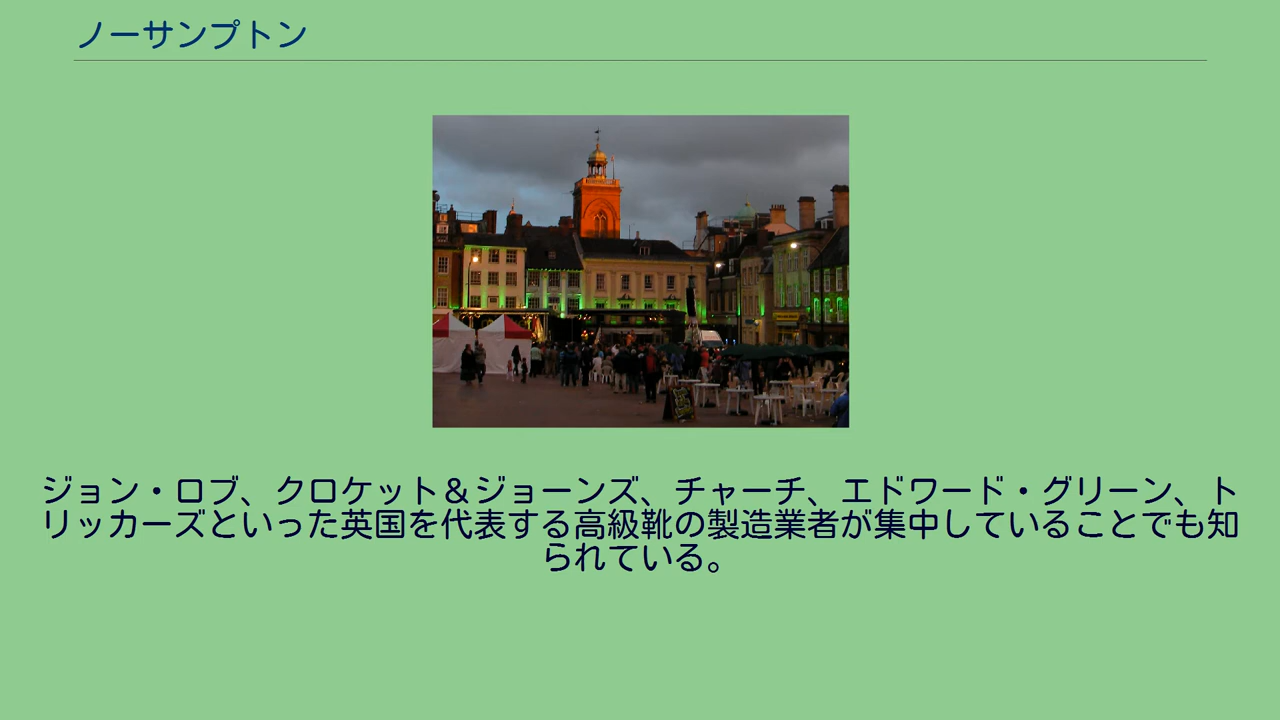 ノーサンプトン
ジョン・ロブ、クロケット＆ジョーンズ、チャーチ、エドワード・グリーン、ト
リッカーズといった英国を代表する高級靴の製造業者が集中していることでも知
られている。